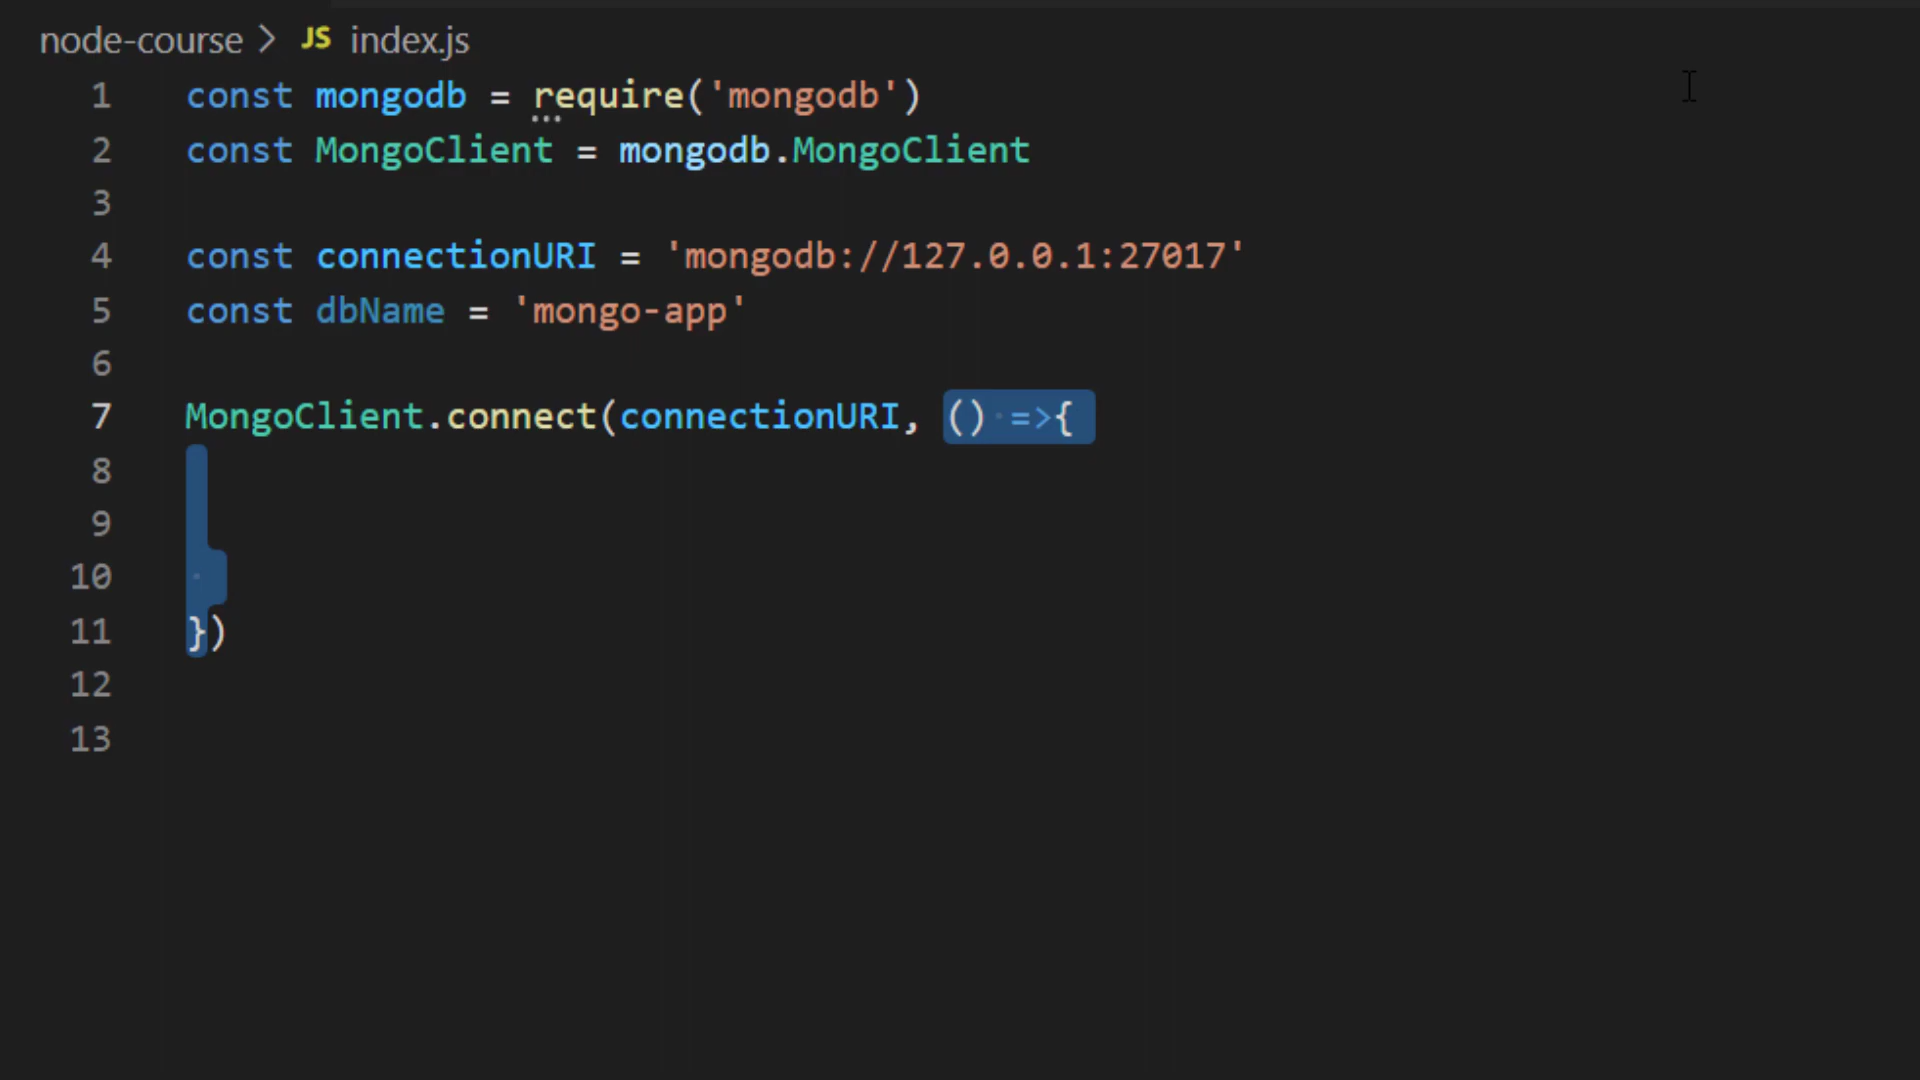 node-course > JS index.js
1 const mongodb = require('mongodb')
2 const MongoClient = mongodb.MongoClient
3
4 const connectionURI = 'mongodb://127.0.0.1:27017'
5 const dbName = 'mongo-app'
6
7 MongoClient.connect(connectionURI, () =>{
8
9
10
11 })
12
13